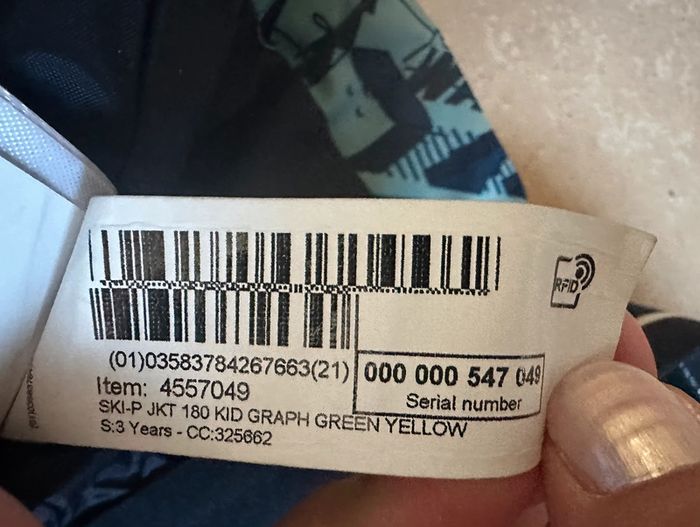 RFID
(01)03583784267663(21)
000 000 547 049
Serial number
Item: 4557049
SKI-P JKT 180 KID GRAPH GREEN YELLOW
S:3 Years - CC:325662